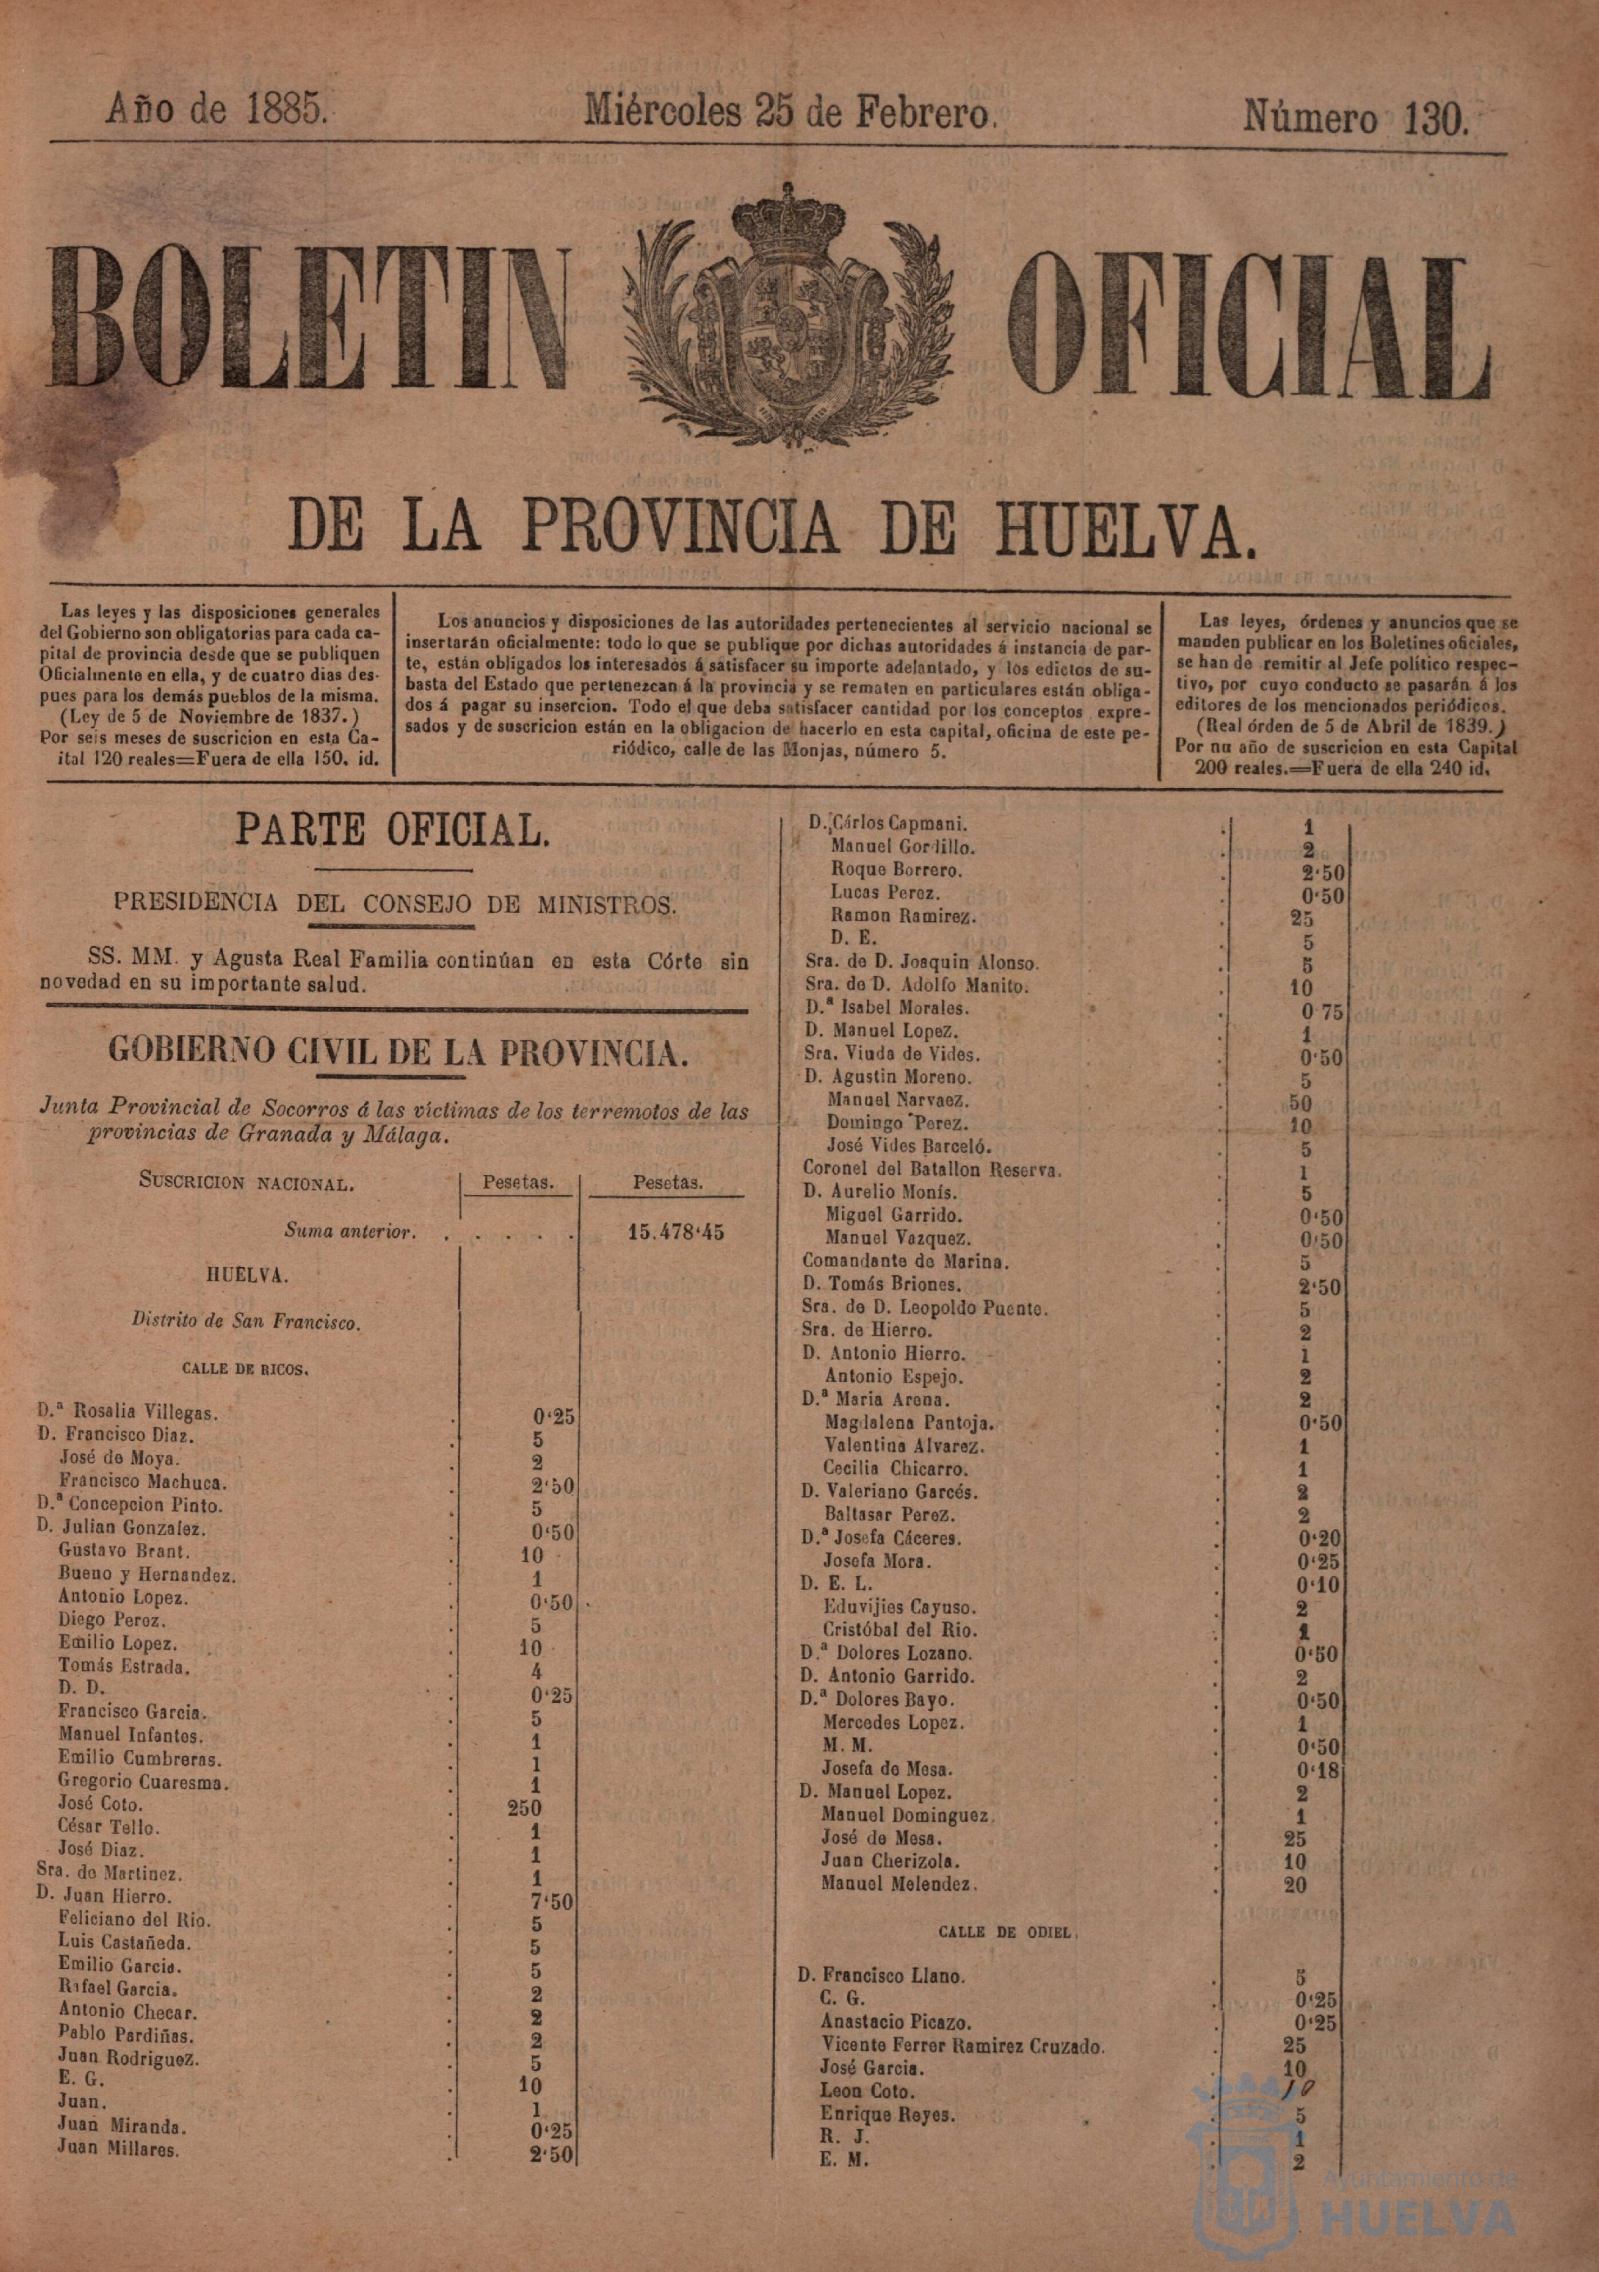 Año de 1885.
Miércoles 25 de Febrero.
Número 130.
BOLETIN OFICIAL
DE LA PROVINCIA DE HUELVA.
Las leyes y las disposiciones generales
del Gobierno son obligatorias para cada ca-
pital de provincia desde que se publiquen
Oficialmente en ella, y de cuatro dias des-
pues para los demás pueblos de la misma.
(Ley de 5 de Noviembre de 1837.)
Por seis meses de suscricion en esta Ca-
ital 120 reales=Fuera de ella 150. id.
Los anuncios y disposiciones de las autoridades pertenecientes al servicio nacional se
insertarán oficialmente: todo lo que se publique por dichas autoridades á instancia de par-
te, están obligados los interesados á satisfacer su importe adelantado, y los edictos de su-
basta del Estado que pertenezcan á la provincia y se rematen en particulares están obliga-
dos á pagar su insercion. Todo el que deba satisfacer cantidad por los conceptos expre-
sados y de suscricion están en la obligacion de hacerlo en esta capital, oficina de este pe-
riódico, calle de las Monjas, número 5.
Las leyes, órdenes y anuncios que se
manden publicar en los Boletines oficiales,
se han de remitir al Jefe político respec-
tivo, por cuyo conducto se pasarán á los
editores de los mencionados periódicos.
(Real órden de 5 de Abril de 1839.)
Por nu año de suscricion en esta Capital
200 reales.=Fuera de ella 240 id.
PARTE OFICIAL.
PRESIDENCIA DEL CONSEJO DE MINISTROS.
SS. MM. y Agusta Real Familia continúan en esta Córte sin
novedad en su importante salud.
GOBIERNO CIVIL DE LA PROVINCIA.
Junta Provincial de Socorros á las víctimas de los terremotos de las
provincias de Granada y Málaga.
SUSCRICION NACIONAL. Pesetas. Pesetas.
Suma anterior. . . . . . 15.478'45
HUELVA.
Distrito de San Francisco.
CALLE DE RICOS.
D.ª Rosalia Villegas. . 0'25
D. Francisco Diaz. . 5
José de Moya. . 2
Francisco Machuca. . 2'50
D.ª Concepcion Pinto. . 5
D. Julian Gonzalez. . 0'50
Gustavo Brant. . 10
Bueno y Hernandez. . 1
Antonio Lopez. . 0'50
Diego Perez. . 5
Emilio Lopez. . 10
Tomás Estrada. . 4
D. D. . 0'25
Francisco Garcia. . 5
Manuel Infantes. . 1
Emilio Cumbreras. . 1
Gregorio Cuaresma. . 1
José Coto. . 250
César Tello. . 1
José Diaz. . 1
Sra. de Martinez. . 1
D. Juan Hierro. . 7'50
Feliciano del Rio. . 5
Luis Castañeda. . 5
Emilio Garcia. . 5
Rafael Garcia. . 2
Antonio Checar. . 2
Pablo Pardiñas. . 2
Juan Rodriguez. . 5
E. G. . 10
Juan. . 1
Juan Miranda. . 0'25
Juan Millares. . 2'50
D. Cárlos Capmani. . 1
Manuel Gordillo. . 2
Roque Borrero. . 2'50
Lucas Perez. . 0'50
Ramon Ramirez. . 25
D. E. . 5
Sra. de D. Joaquin Alonso. . 5
Sra. de D. Adolfo Manito. . 10
D.ª Isabel Morales. . 0'75
D. Manuel Lopez. . 1
Sra. Viuda de Vides. . 0'50
D. Agustin Moreno. . 5
Manuel Narvaez. . 50
Domingo Perez. . 10
José Vides Barceló. . 5
Coronel del Batallon Reserva. . 1
D. Aurelio Monís. . 5
Miguel Garrido. . 0'50
Manuel Vazquez. . 0'50
Comandante de Marina. . 5
D. Tomás Briones. . 2'50
Sra. de D. Leopoldo Puente. . 5
Sra. de Hierro. . 2
D. Antonio Hierro. . 1
Antonio Espejo. . 2
D.ª Maria Arena. . 2
Magdalena Pantoja. . 0'50
Valentina Alvarez. . 1
Cecilia Chicarro. . 1
D. Valeriano Garcés. . 2
Baltasar Perez. . 2
D.ª Josefa Cáceres. . 0'20
Josefa Mora. . 0'25
D. E. L. . 0'10
Eduvijies Cayuso. . 2
Cristóbal del Rio. . 1
D.ª Dolores Lozano. . 0'50
D. Antonio Garrido. . 2
D.ª Dolores Bayo. . 0'50
Mercedes Lopez. . 1
M. M. . 0'50
Josefa de Mesa. . 0'18
D. Manuel Lopez. . 2
Manuel Dominguez. . 1
José de Mesa. . 25
Juan Cherizola. . 10
Manuel Melendez. . 20
CALLE DE ODIEL.
D. Francisco Llano. . 5
C. G. . 0'25
Anastacio Picazo. . 0'25
Vicente Ferrer Ramirez Cruzado. . 25
José Garcia. . 10
Leon Coto. . 10
Enrique Reyes. . 5
R. J. . 1
E. M. . 2
Ayuntamiento de
HUELVA